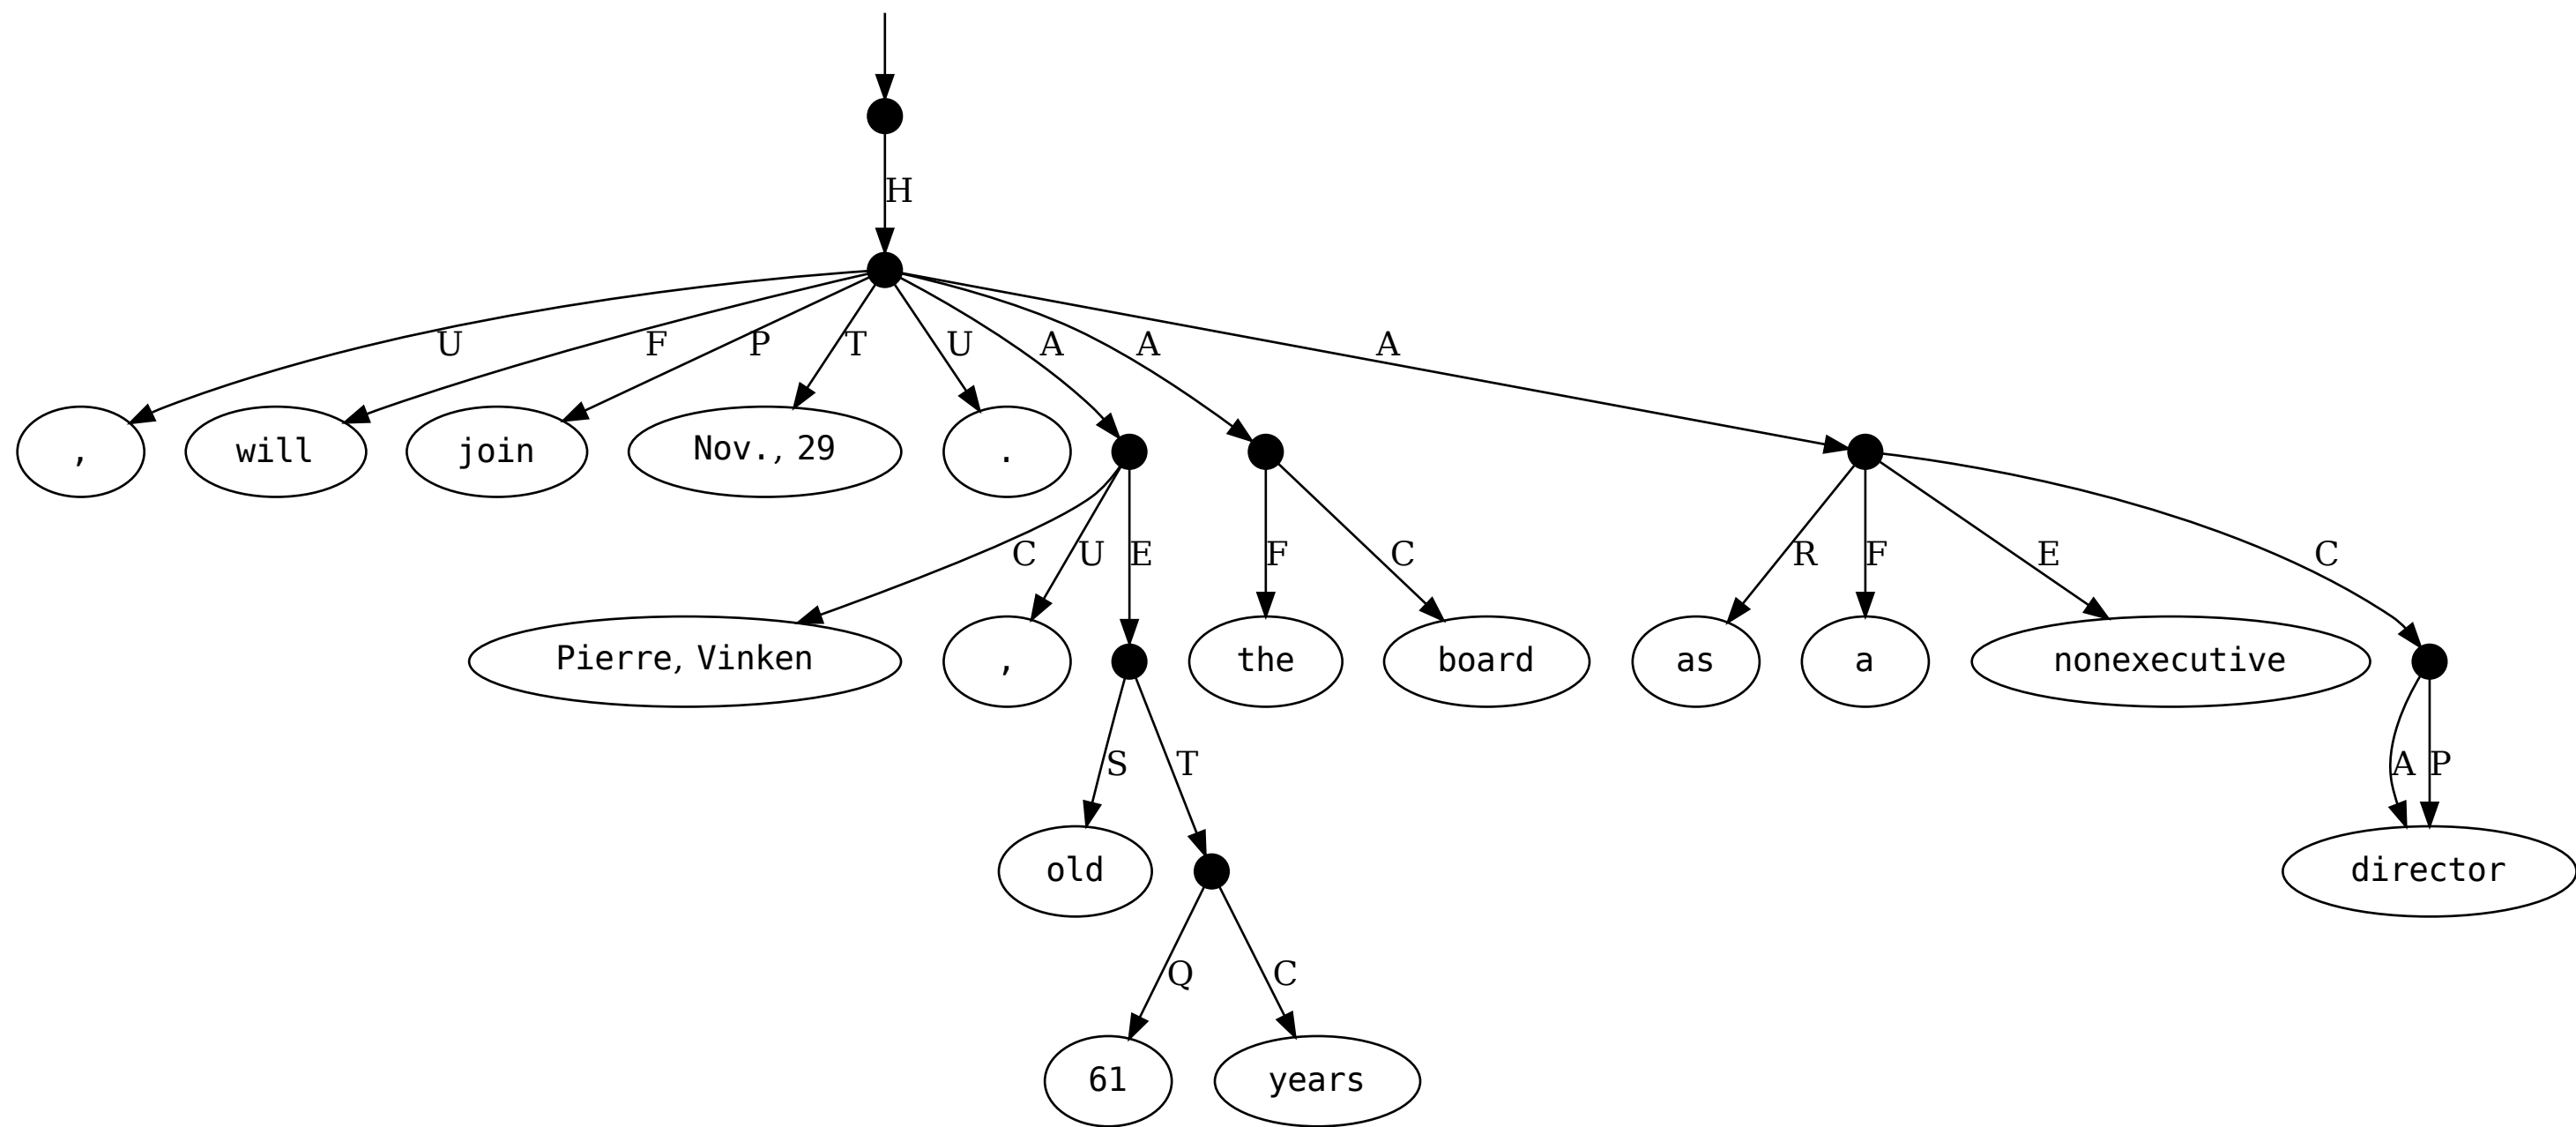 H
U F P T U A A A
, will join Nov., 29 .
C U E F C R F E C
Pierre, Vinken , the board as a nonexecutive
S T A P
old director
Q C
61 years